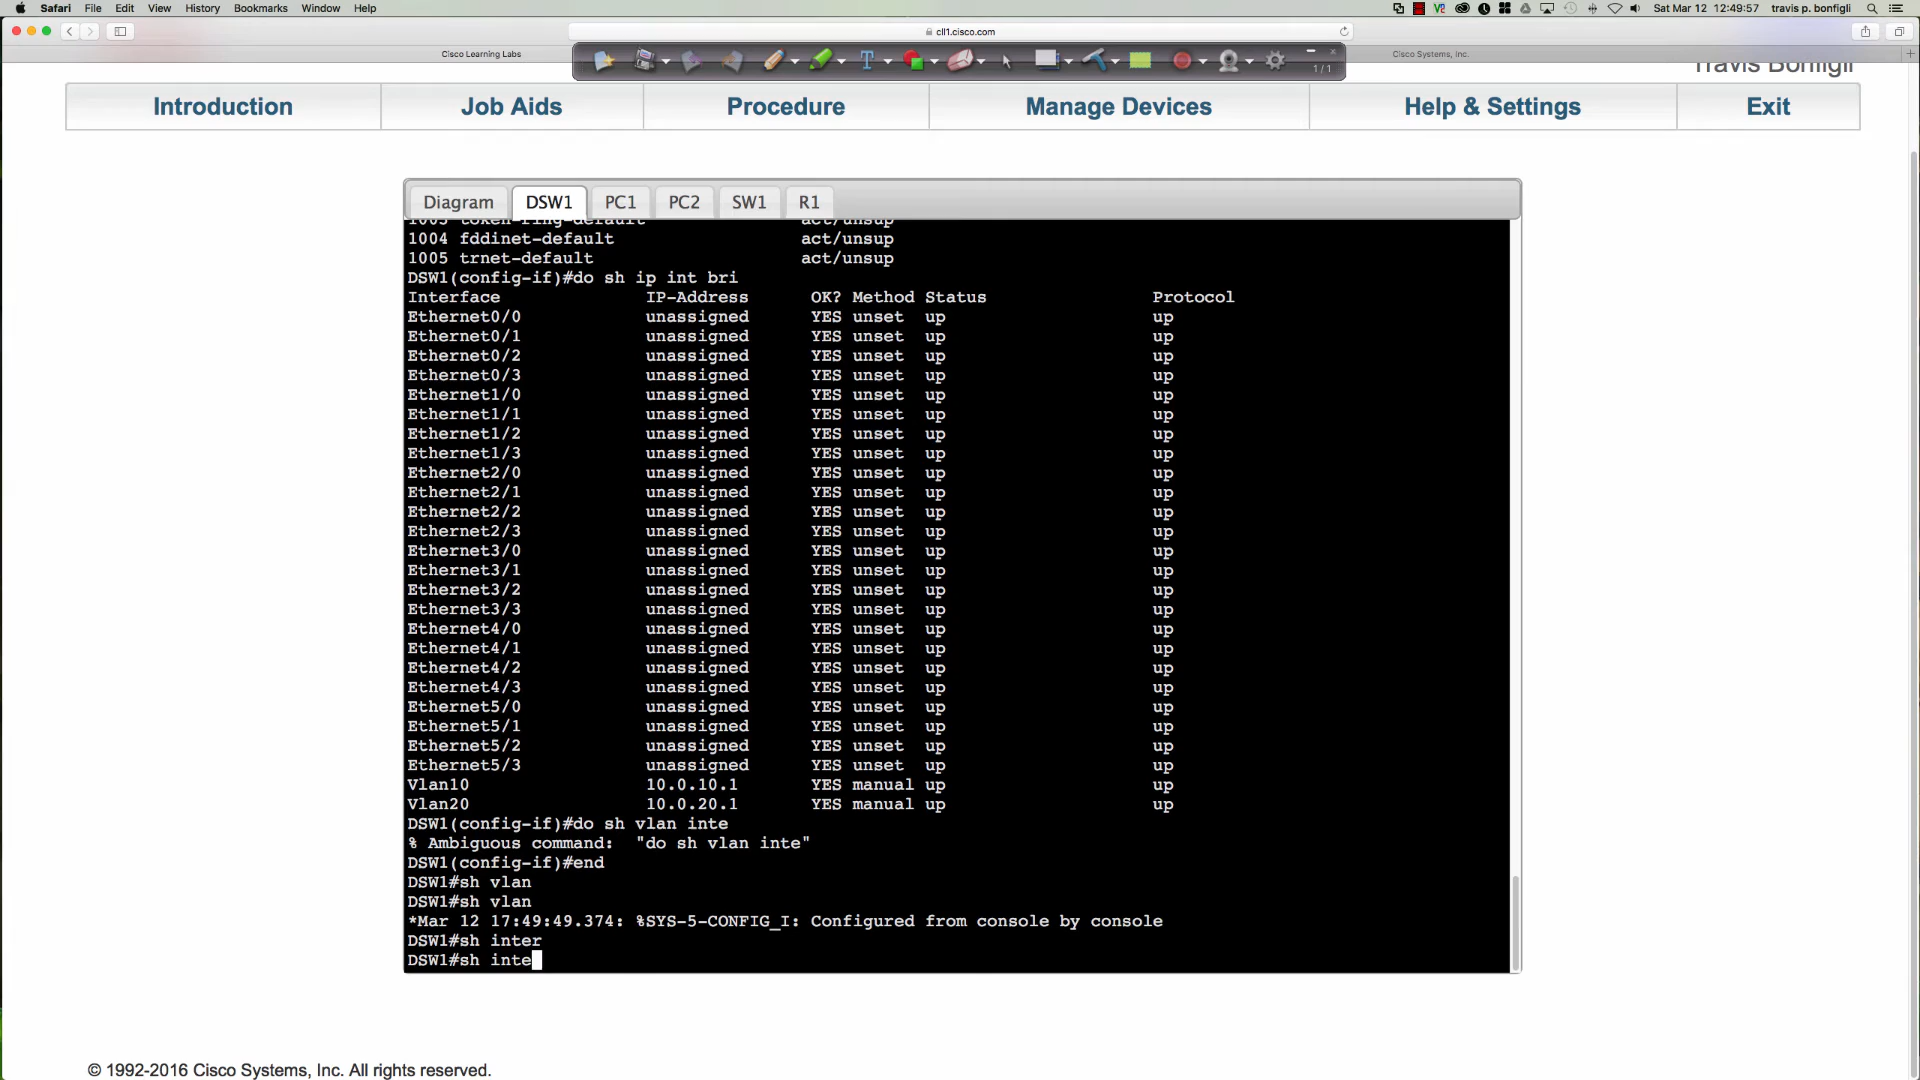 Safari File Edit View History Bookmarks Window Help Sat Mar 12 12:49:57 travis p. bonfigli
cll1.cisco.com
Cisco Learning Labs Cisco Systems, Inc.
1/1
Travis Bonfigli
Introduction Job Aids Procedure Manage Devices Help & Settings Exit
Diagram DSW1 PC1 PC2 SW1 R1
1003 token-ring-default act/unsup
1004 fddinet-default act/unsup
1005 trnet-default act/unsup
DSW1(config-if)#do sh ip int bri
Interface IP-Address OK? Method Status Protocol
Ethernet0/0 unassigned YES unset up up
Ethernet0/1 unassigned YES unset up up
Ethernet0/2 unassigned YES unset up up
Ethernet0/3 unassigned YES unset up up
Ethernet1/0 unassigned YES unset up up
Ethernet1/1 unassigned YES unset up up
Ethernet1/2 unassigned YES unset up up
Ethernet1/3 unassigned YES unset up up
Ethernet2/0 unassigned YES unset up up
Ethernet2/1 unassigned YES unset up up
Ethernet2/2 unassigned YES unset up up
Ethernet2/3 unassigned YES unset up up
Ethernet3/0 unassigned YES unset up up
Ethernet3/1 unassigned YES unset up up
Ethernet3/2 unassigned YES unset up up
Ethernet3/3 unassigned YES unset up up
Ethernet4/0 unassigned YES unset up up
Ethernet4/1 unassigned YES unset up up
Ethernet4/2 unassigned YES unset up up
Ethernet4/3 unassigned YES unset up up
Ethernet5/0 unassigned YES unset up up
Ethernet5/1 unassigned YES unset up up
Ethernet5/2 unassigned YES unset up up
Ethernet5/3 unassigned YES unset up up
Vlan10 10.0.10.1 YES manual up up
Vlan20 10.0.20.1 YES manual up up
DSW1(config-if)#do sh vlan inte
% Ambiguous command: "do sh vlan inte"
DSW1(config-if)#end
DSW1#sh vlan
DSW1#sh vlan
*Mar 12 17:49:49.374: %SYS-5-CONFIG_I: Configured from console by console
DSW1#sh inter
DSW1#sh inte
© 1992-2016 Cisco Systems, Inc. All rights reserved.